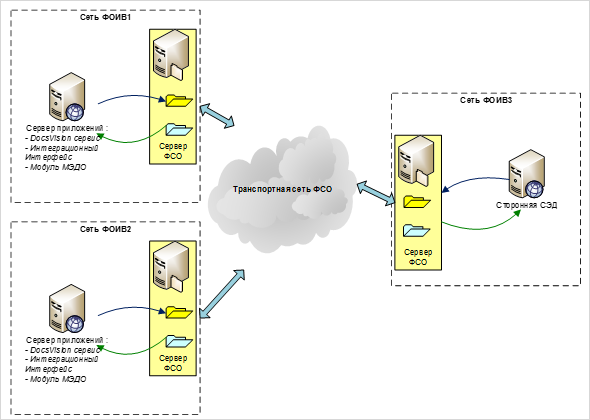 Сеть ФОИВ1
Сервер приложений :
- DocsVision сервис
- Интеграционный
Интерфейс
- Модуль МЭДО
Сервер
ФСО
Транспортная сеть ФСО
Сеть ФОИВ3
Сервер
ФСО
Сторонняя СЭД
Сеть ФОИВ2
Сервер приложений :
- DocsVision сервис
- Интеграционный
Интерфейс
- Модуль МЭДО
Сервер
ФСО